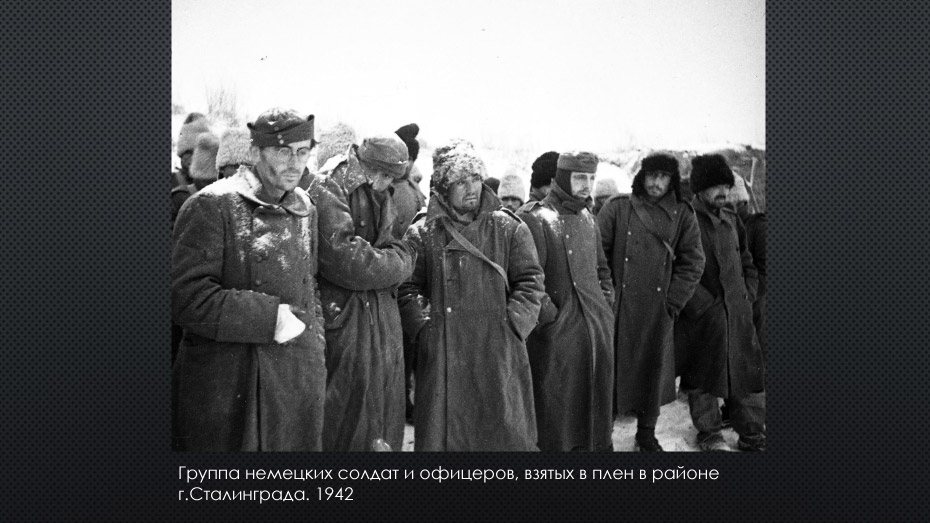 Группа немецких солдат и офицеров, взятых в плен в районе
г.Сталинграда. 1942